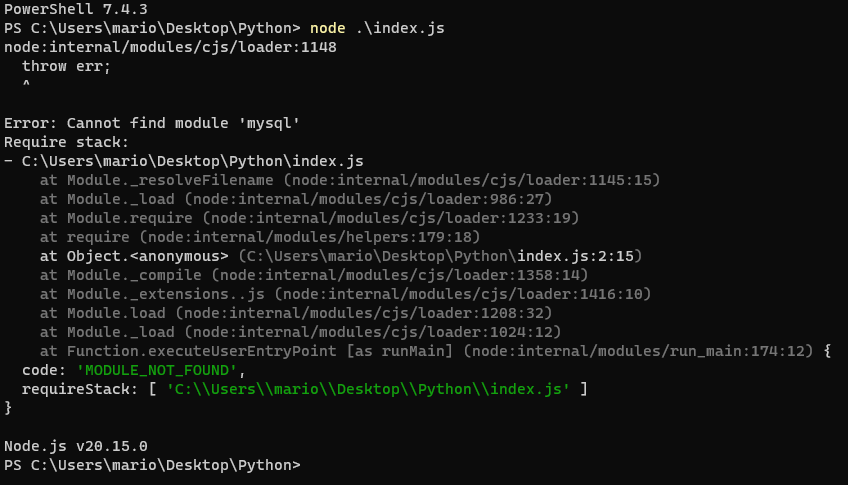 PowerShell 7.4.3
PS C:\Users\mario\Desktop\Python> node .\index.js
node:internal/modules/cjs/loader:1148
  throw err;
  ^

Error: Cannot find module 'mysql'
Require stack:
- C:\Users\mario\Desktop\Python\index.js
    at Module._resolveFilename (node:internal/modules/cjs/loader:1145:15)
    at Module._load (node:internal/modules/cjs/loader:986:27)
    at Module.require (node:internal/modules/cjs/loader:1233:19)
    at require (node:internal/modules/helpers:179:18)
    at Object.<anonymous> (C:\Users\mario\Desktop\Python\index.js:2:15)
    at Module._compile (node:internal/modules/cjs/loader:1358:14)
    at Module._extensions..js (node:internal/modules/cjs/loader:1416:10)
    at Module.load (node:internal/modules/cjs/loader:1208:32)
    at Module._load (node:internal/modules/cjs/loader:1024:12)
    at Function.executeUserEntryPoint [as runMain] (node:internal/modules/run_main:174:12) {
  code: 'MODULE_NOT_FOUND',
  requireStack: [ 'C:\\Users\\mario\\Desktop\\Python\\index.js' ]
}

Node.js v20.15.0
PS C:\Users\mario\Desktop\Python>